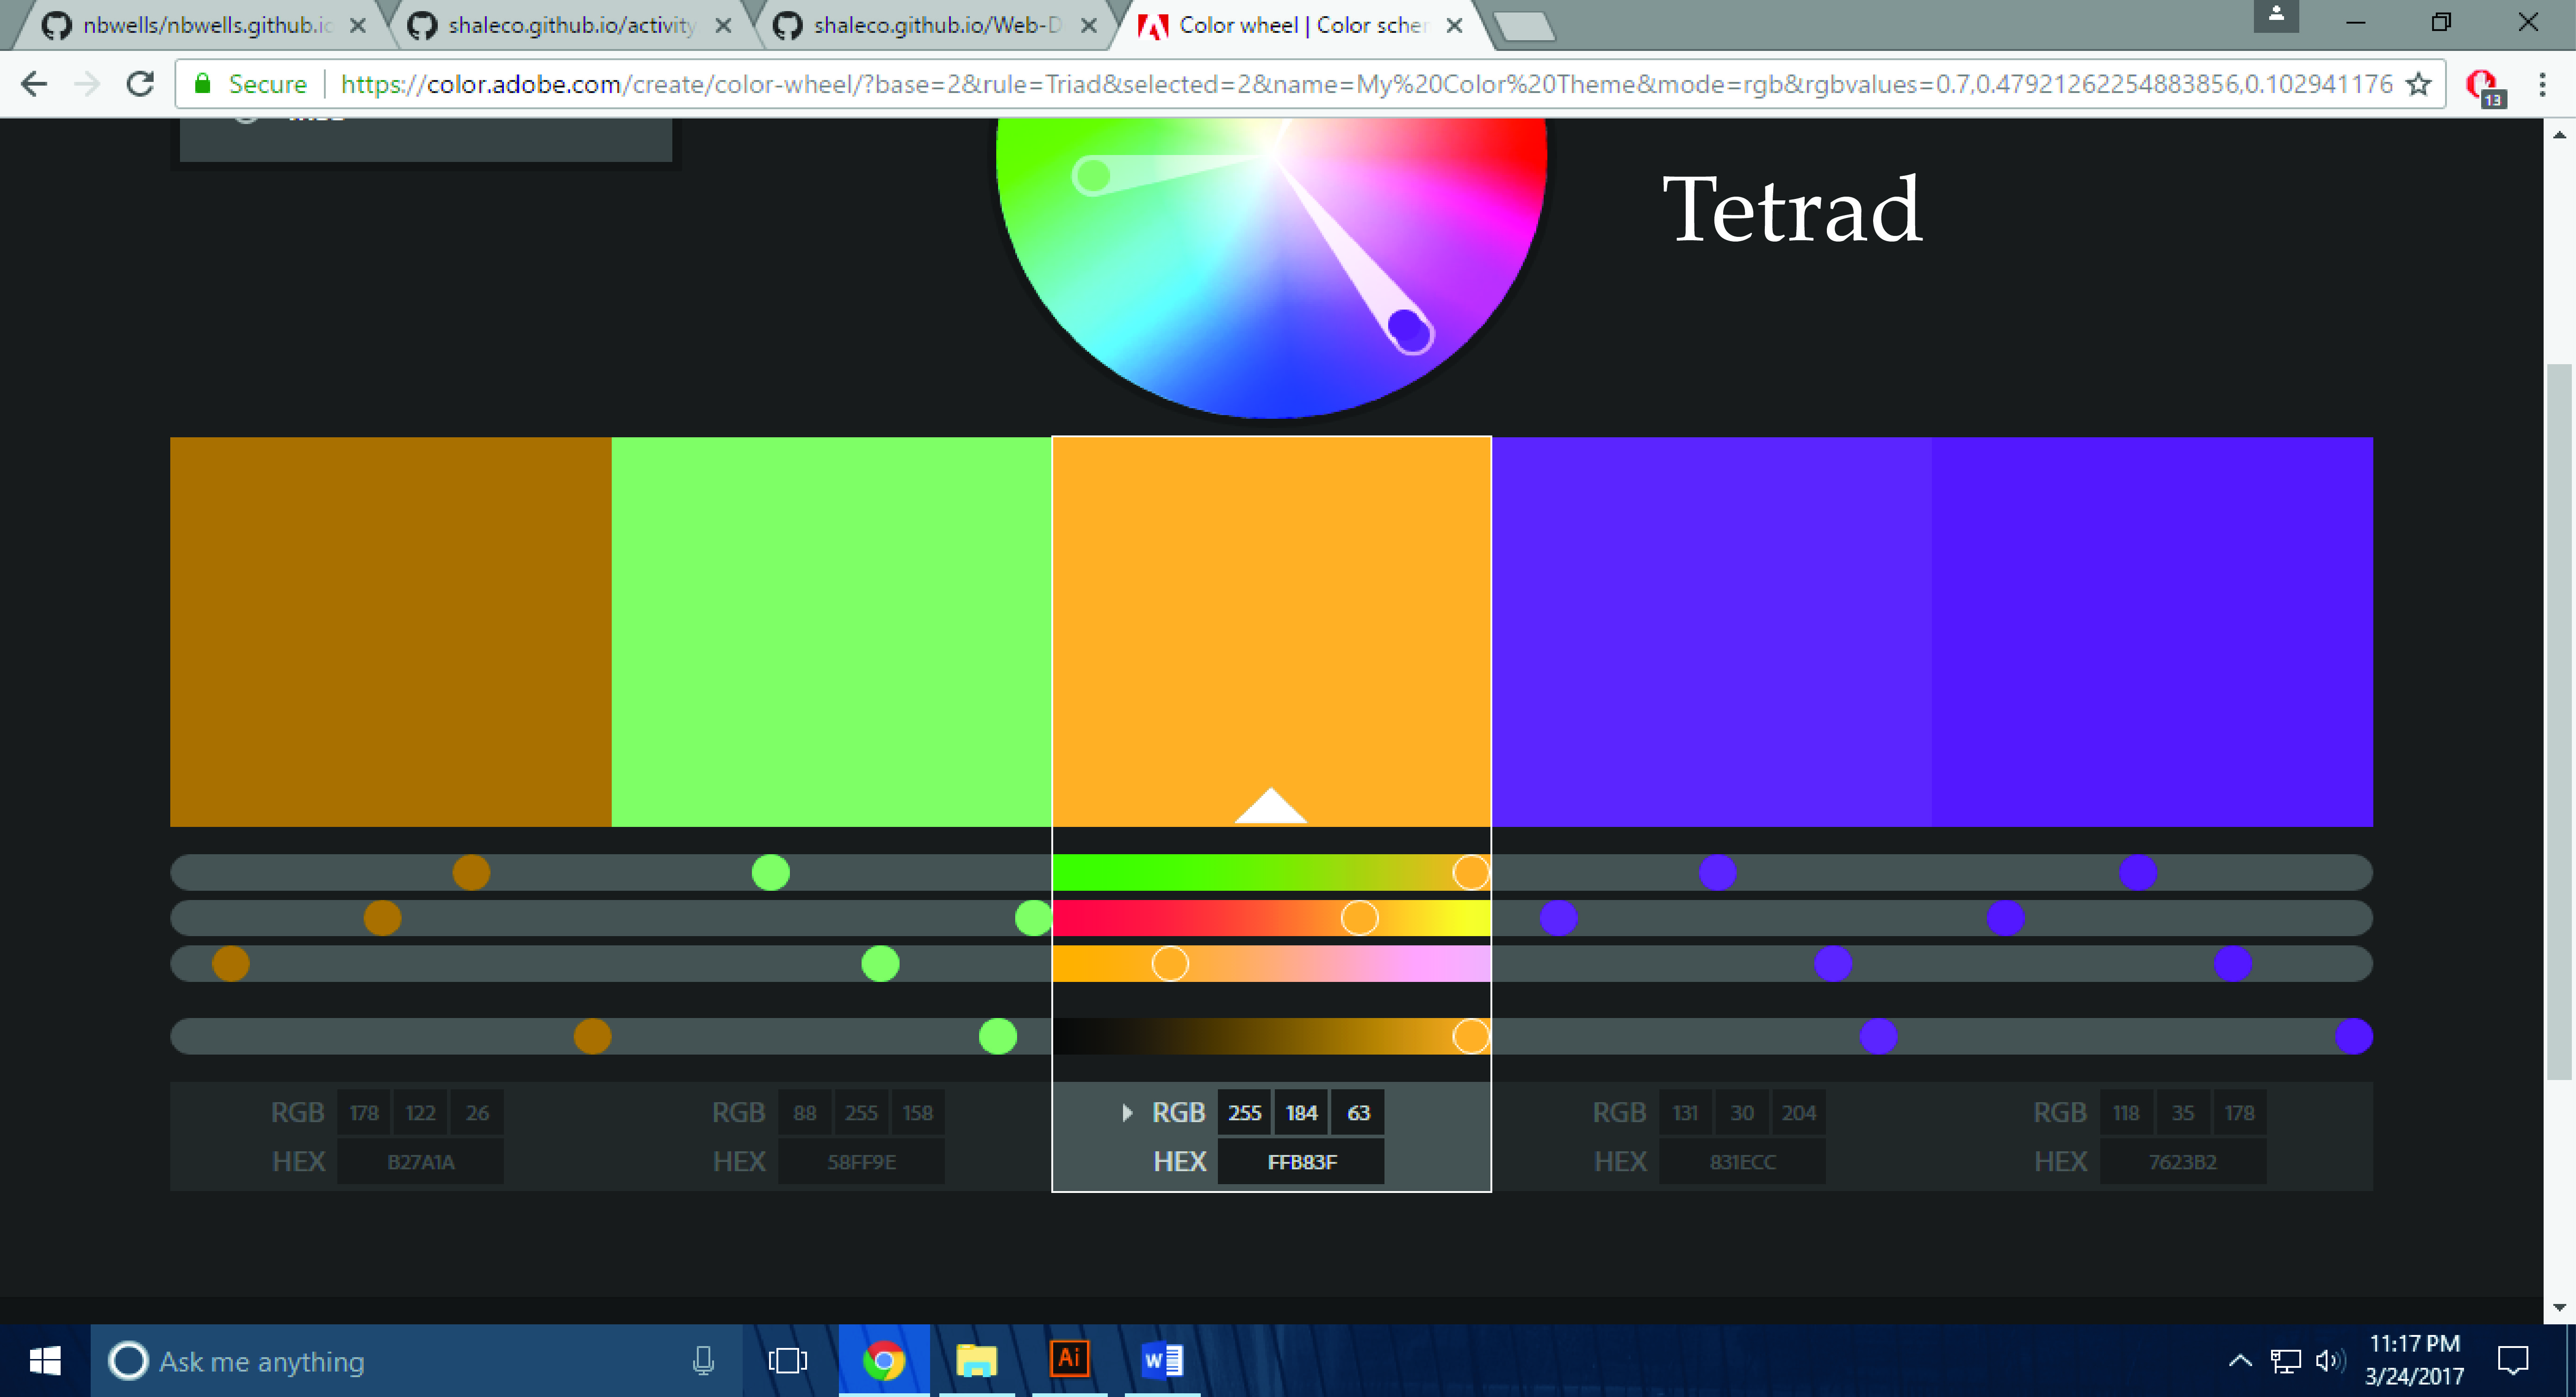 nbwells/nbwells.github.io
shaleco.github.io/activity
shaleco.github.io/Web-D
Color wheel | Color scher
Secure
https://color.adobe.com/create/color-wheel/?base=2&rule=Triad&selected=2&name=My%20Color%20Theme&mode=rgb&rgbvalues=0.7,0.47921262254883856,0.102941176
13
Tetrad
RGB 178 122 26
HEX B27A1A
RGB 88 255 158
HEX 58FF9E
RGB 255 184 63
HEX FFB83F
RGB 131 30 204
HEX 831ECC
RGB 118 35 178
HEX 7623B2
Ask me anything
Ai
W
11:17 PM
3/24/2017